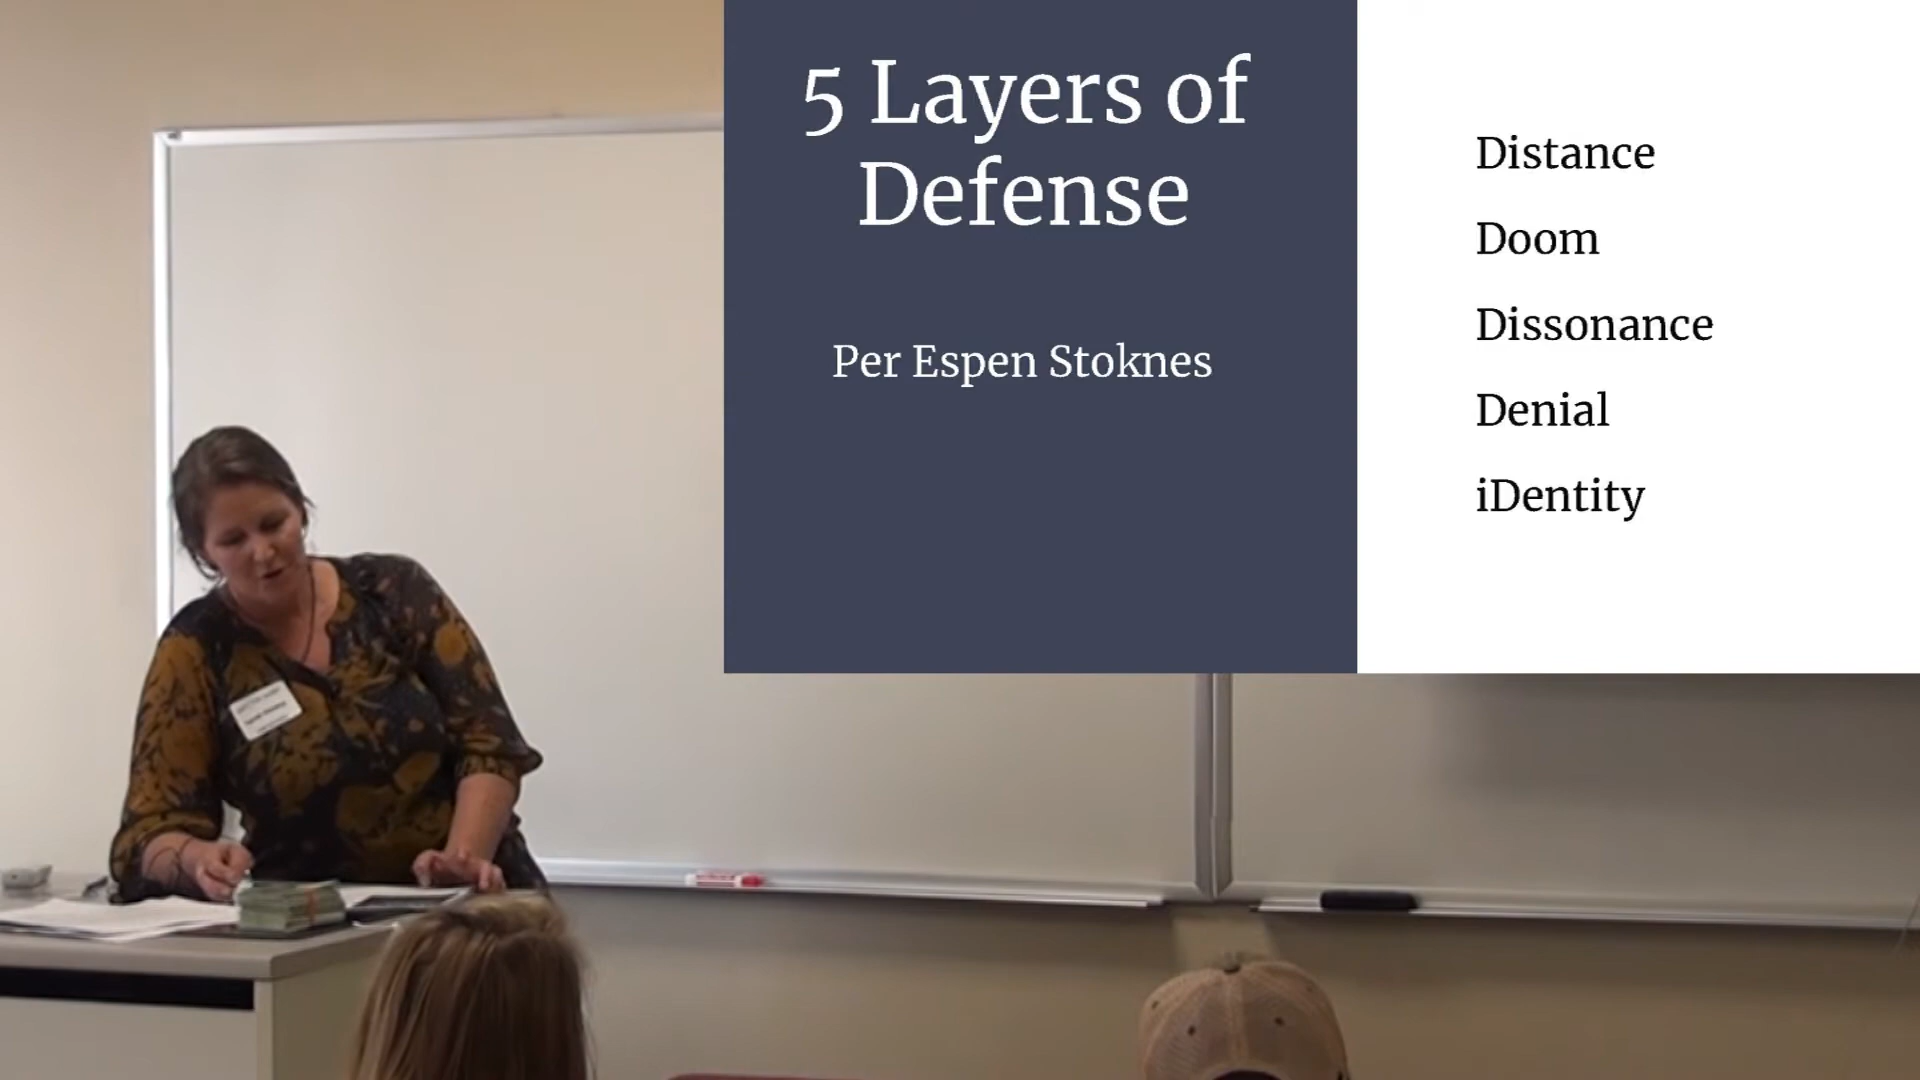 5 Layers of
Defense
Per Espen Stoknes
Distance
Doom
Dissonance
Denial
iDentity